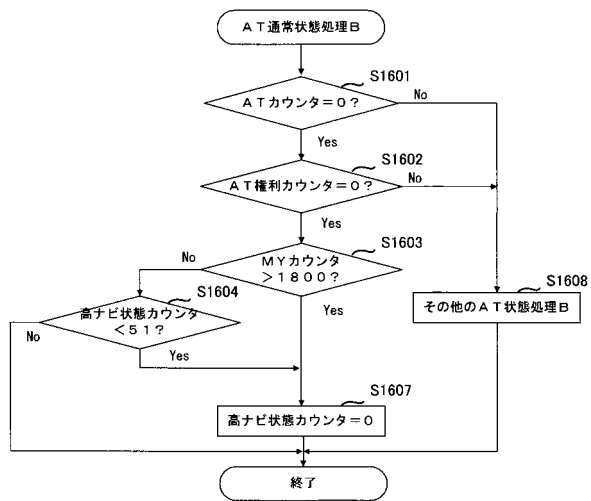 ＡＴ通常状態処理Ｂ
S1601
ＡＴカウンタ＝０？
No
Yes
S1602
ＡＴ権利カウンタ＝０？
No
Yes
S1603
ＭＹカウンタ
＞１８００？
No
Yes
S1604
高ナビ状態カウンタ
＜５１？
No
Yes
S1608
その他のＡＴ状態処理Ｂ
S1607
高ナビ状態カウンタ＝０
終了